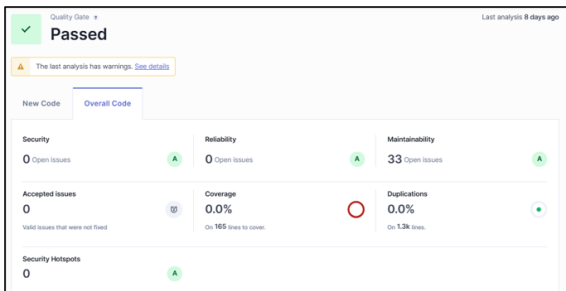 Quality Gate
Last analysis 8 days ago
Passed
The last analysis has warnings. See details
New Code
Overall Code
Security
Reliability
Maintainability
0 Open issues
A
0 Open issues
A
33 Open issues
A
Accepted issues
Coverage
Duplications
0
0.0%
0.0%
Valid issues that were not fixed
On 165 lines to cover.
On 1.3k lines.
Security Hotspots
0
A